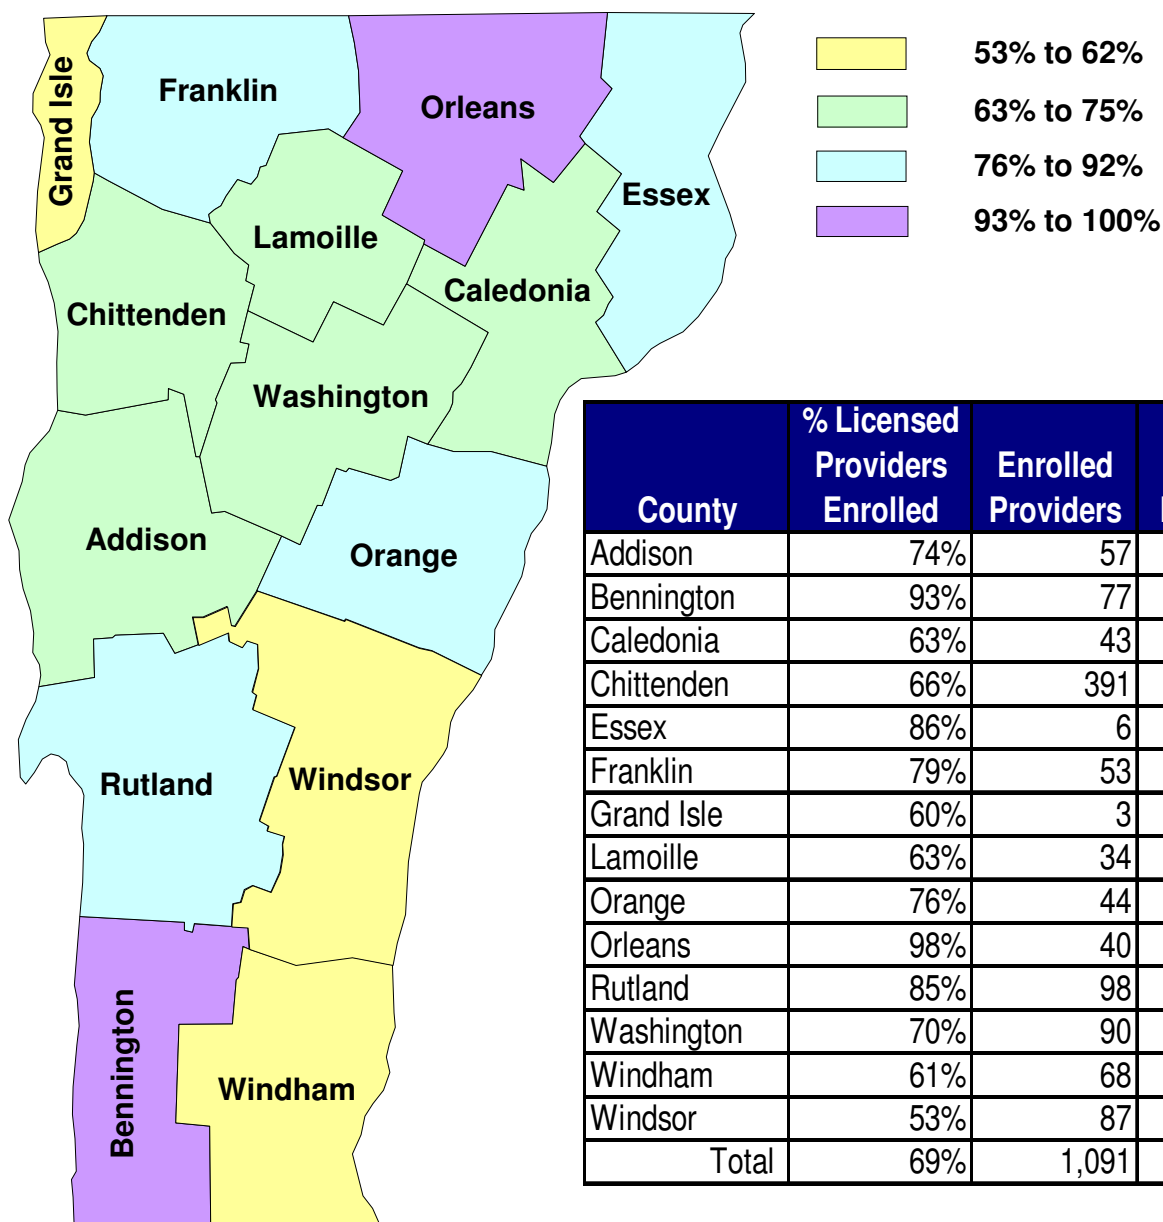 53% to 62%
63% to 75%
76% to 92%
93% to 100%
Grand Isle
Franklin
Orleans
Essex
Lamoille
Caledonia
Chittenden
Washington
Addison
Orange
Rutland
Windsor
Bennington
Windham
County % Licensed Providers Enrolled Enrolled Providers
Addison 74% 57
Bennington 93% 77
Caledonia 63% 43
Chittenden 66% 391
Essex 86% 6
Franklin 79% 53
Grand Isle 60% 3
Lamoille 63% 34
Orange 76% 44
Orleans 98% 40
Rutland 85% 98
Washington 70% 90
Windham 61% 68
Windsor 53% 87
Total 69% 1,091